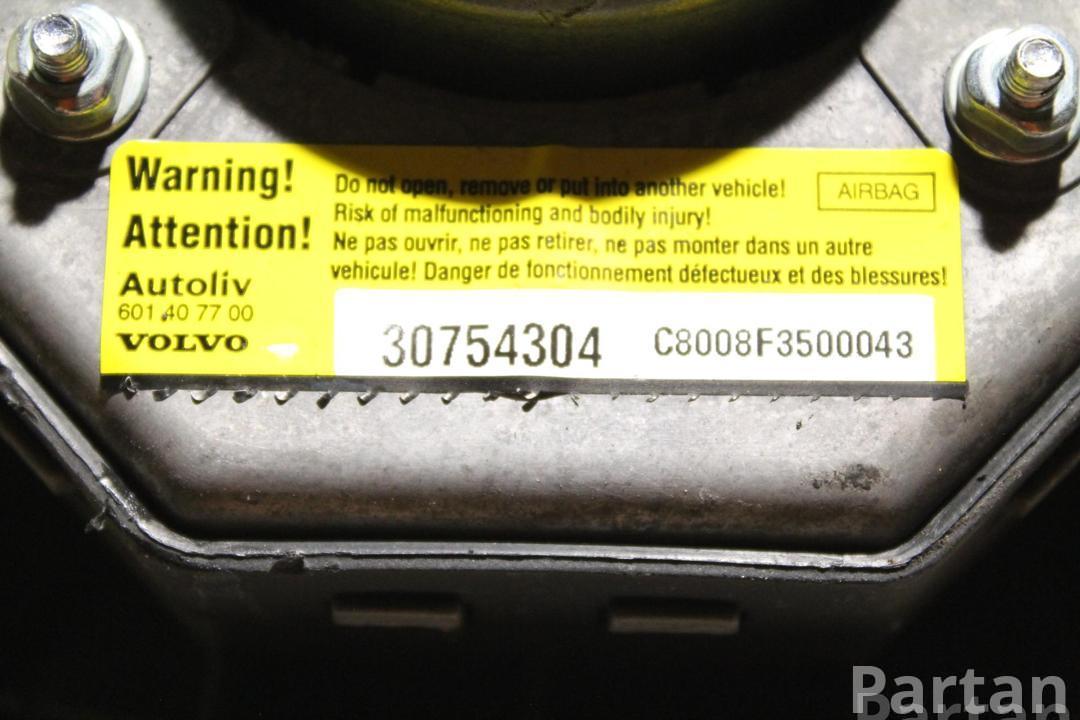 Warning!
Attention!
Autoliv
601 40 77 00
VOLVO
Do not open, remove or put into another vehicle!
Risk of malfunctioning and bodily injury!
Ne pas ouvrir, ne pas retirer, ne pas monter dans un autre
vehicule! Danger de fonctionnement défectueux et des blessures!
AIRBAG
30754304
C8008F3500043
Partan